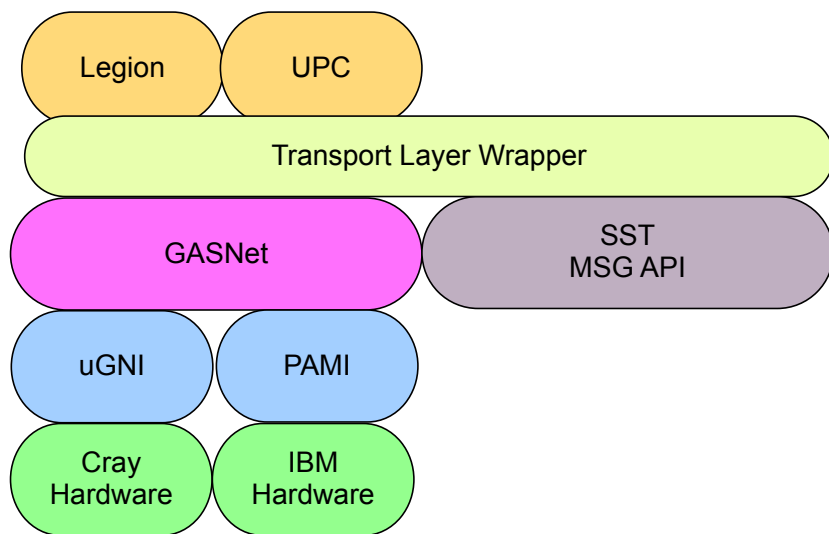 Legion
UPC
Transport Layer Wrapper
GASNet
SST
MSG API
uGNI
PAMI
Cray
Hardware
IBM
Hardware